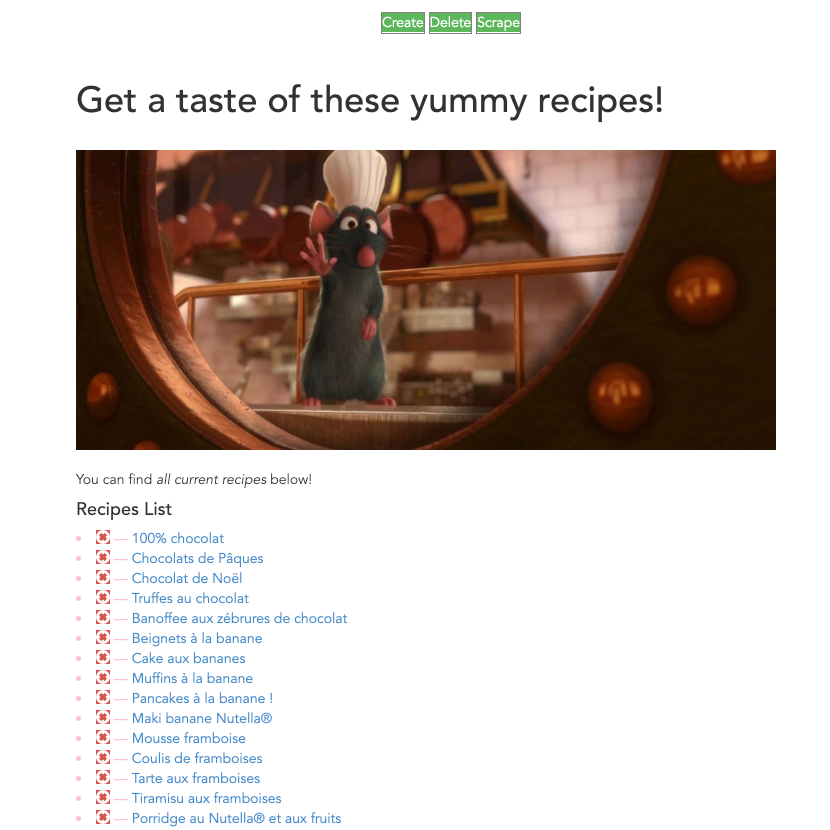 Create Delete Scrape
Get a taste of these yummy recipes!
You can find all current recipes below!
Recipes List
— 100% chocolat
— Chocolats de Pâques
— Chocolat de Noël
— Truffes au chocolat
— Banoffee aux zébrures de chocolat
— Beignets à la banane
— Cake aux bananes
— Muffins à la banane
— Pancakes à la banane !
— Maki banane Nutella®
— Mousse framboise
— Coulis de framboises
— Tarte aux framboises
— Tiramisu aux framboises
— Porridge au Nutella® et aux fruits